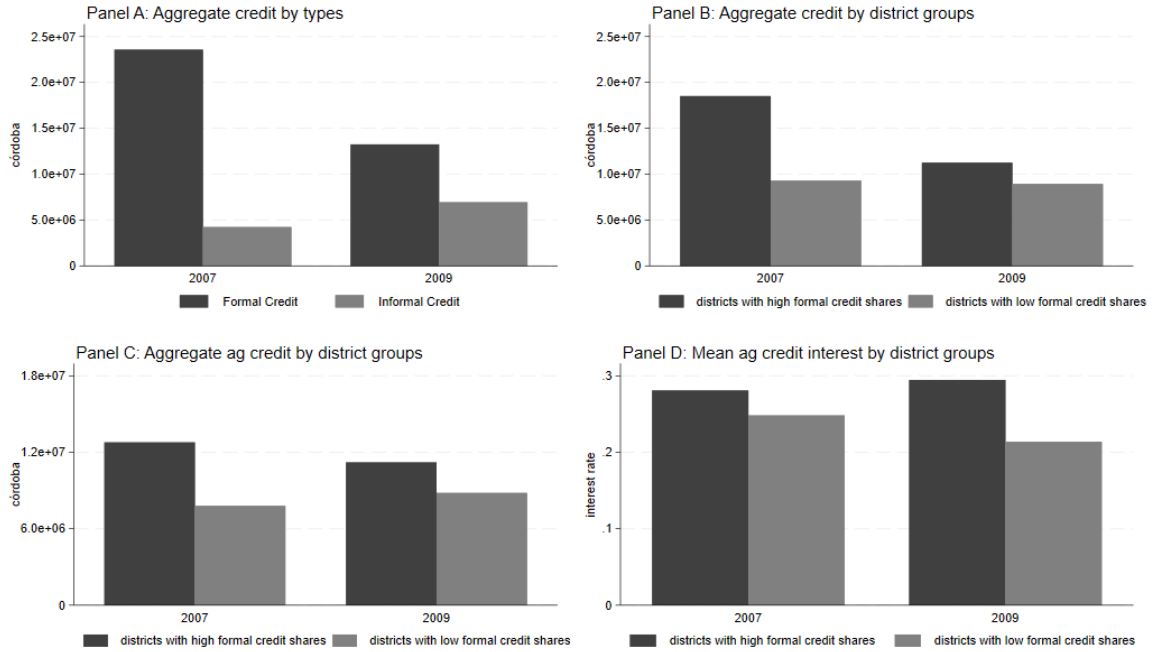 Panel A: Aggregate credit by types
2.5e+07
2.0e+07
1.5e+07
1.0e+07
5.0e+06
0
córdoba
2007
2009
Formal Credit
Informal Credit
Panel B: Aggregate credit by district groups
2.5e+07
2.0e+07
1.5e+07
1.0e+07
5.0e+06
0
córdoba
2007
2009
districts with high formal credit shares
districts with low formal credit shares
Panel C: Aggregate ag credit by district groups
1.8e+07
1.2e+07
6.0e+06
0
córdoba
2007
2009
districts with high formal credit shares
districts with low formal credit shares
Panel D: Mean ag credit interest by district groups
.3
.2
.1
0
interest rate
2007
2009
districts with high formal credit shares
districts with low formal credit shares